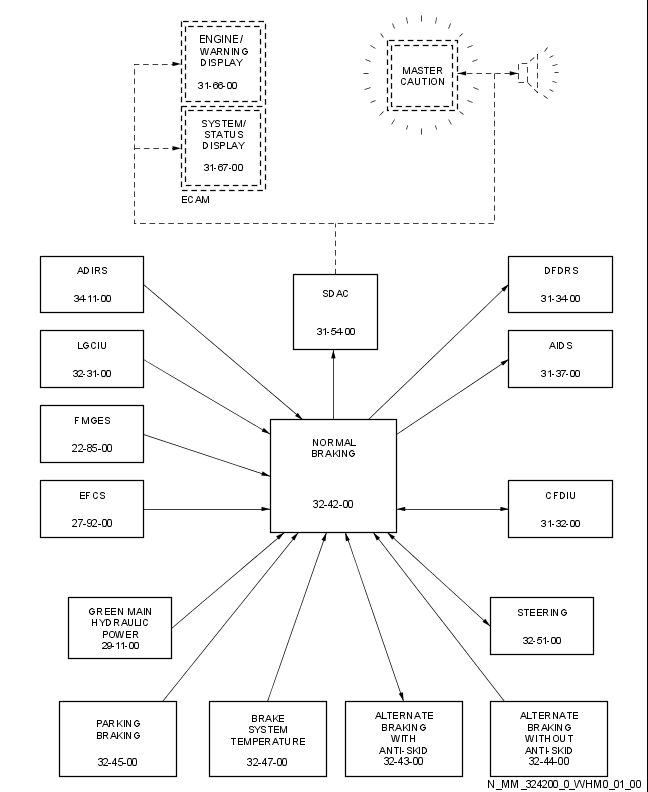 ENGINE/
WARNING
DISPLAY
31-66-00
SYSTEM/
STATUS
DISPLAY
31-67-00
ECAM
MASTER
CAUTION
ADIRS
34-11-00
SDAC
31-54-00
DFDRS
31-34-00
LGCIU
32-31-00
AIDS
31-37-00
FMGES
22-85-00
NORMAL
BRAKING
32-42-00
EFCS
27-92-00
CFDIU
31-32-00
GREEN MAIN
HYDRAULIC
POWER
29-11-00
STEERING
32-51-00
PARKING
BRAKING
32-45-00
BRAKE
SYSTEM
TEMPERATURE
32-47-00
ALTERNATE
BRAKING
WITH
ANTI-SKID
32-43-00
ALTERNATE
BRAKING
WITHOUT
ANTI-SKID
32-44-00
N_MM_324200_0_WHM0_01_00